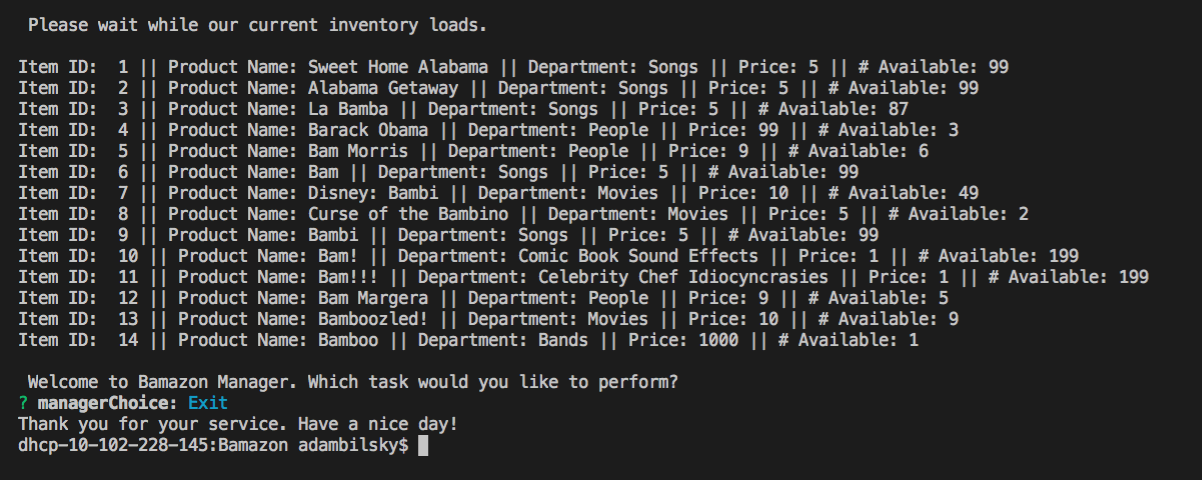 Please wait while our current inventory loads.
Item ID:  1 || Product Name: Sweet Home Alabama || Department: Songs || Price: 5 || # Available: 99
Item ID:  2 || Product Name: Alabama Getaway || Department: Songs || Price: 5 || # Available: 99
Item ID:  3 || Product Name: La Bamba || Department: Songs || Price: 5 || # Available: 87
Item ID:  4 || Product Name: Barack Obama || Department: People || Price: 99 || # Available: 3
Item ID:  5 || Product Name: Bam Morris || Department: People || Price: 9 || # Available: 6
Item ID:  6 || Product Name: Bam || Department: Songs || Price: 5 || # Available: 99
Item ID:  7 || Product Name: Disney: Bambi || Department: Movies || Price: 10 || # Available: 49
Item ID:  8 || Product Name: Curse of the Bambino || Department: Movies || Price: 5 || # Available: 2
Item ID:  9 || Product Name: Bambi || Department: Songs || Price: 5 || # Available: 99
Item ID:  10 || Product Name: Bam! || Department: Comic Book Sound Effects || Price: 1 || # Available: 199
Item ID:  11 || Product Name: Bam!!! || Department: Celebrity Chef Idiocyncrasies || Price: 1 || # Available: 199
Item ID:  12 || Product Name: Bam Margera || Department: People || Price: 9 || # Available: 5
Item ID:  13 || Product Name: Bamboozled! || Department: Movies || Price: 10 || # Available: 9
Item ID:  14 || Product Name: Bamboo || Department: Bands || Price: 1000 || # Available: 1
Welcome to Bamazon Manager. Which task would you like to perform?
? managerChoice: Exit
Thank you for your service. Have a nice day!
dhcp-10-102-228-145:Bamazon adambilsky$